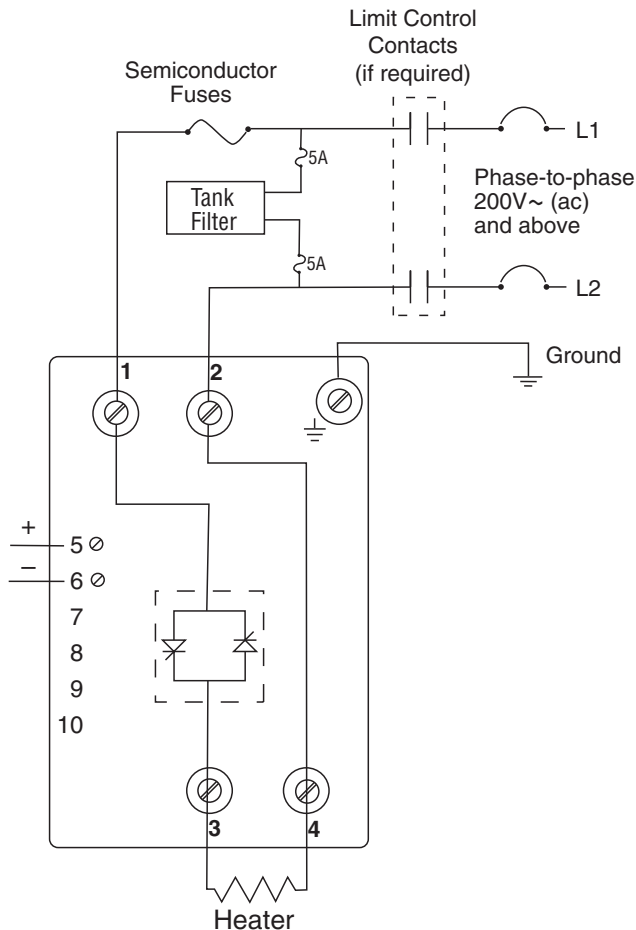 Limit Control
Contacts
(if required)
Semiconductor
Fuses
L1
5A
Tank
Filter
Phase-to-phase
200V~ (ac)
and above
5A
L2
Ground
1
2
+
5
–
6
7
8
9
10
3
4
Heater